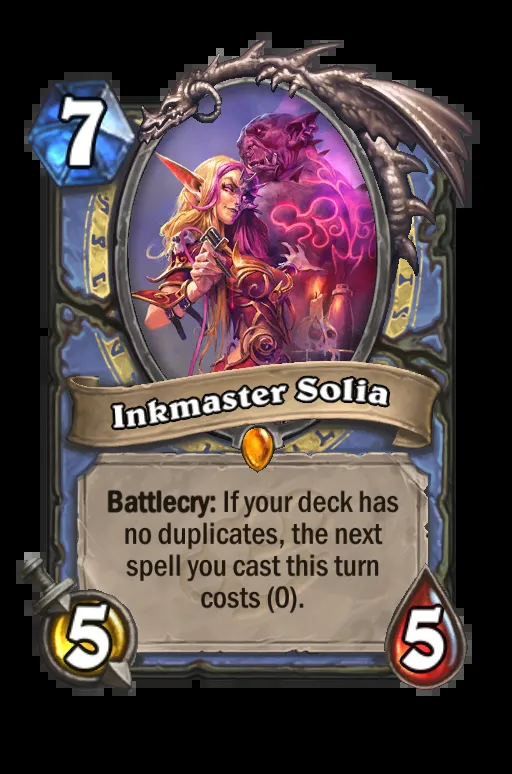 7
Inkmaster Solia
Battlecry: If your deck has
no duplicates, the next
spell you cast this turn
costs (0).
5
5